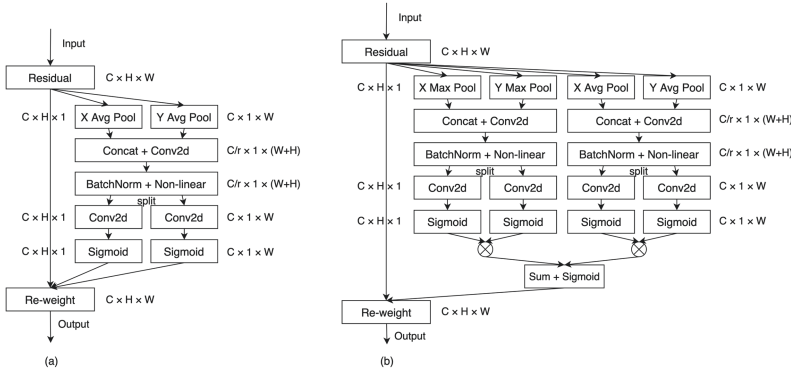 Input
Residual
C × H × W
C × H × 1
X Avg Pool
Y Avg Pool
C × 1 × W
Concat + Conv2d
C/r × 1 × (W+H)
BatchNorm + Non-linear
C/r × 1 × (W+H)
split
C × H × 1
Conv2d
Conv2d
C × 1 × W
C × H × 1
Sigmoid
Sigmoid
C × 1 × W
Re-weight
C × H × W
Output
(a)
Input
Residual
C × H × W
C × H × 1
X Max Pool
Y Max Pool
X Avg Pool
Y Avg Pool
C × 1 × W
Concat + Conv2d
Concat + Conv2d
C/r × 1 × (W+H)
BatchNorm + Non-linear
BatchNorm + Non-linear
C/r × 1 × (W+H)
split
split
C × H × 1
Conv2d
Conv2d
Conv2d
Conv2d
C × 1 × W
C × H × 1
Sigmoid
Sigmoid
Sigmoid
Sigmoid
C × 1 × W
Sum + Sigmoid
Re-weight
C × H × W
Output
(b)